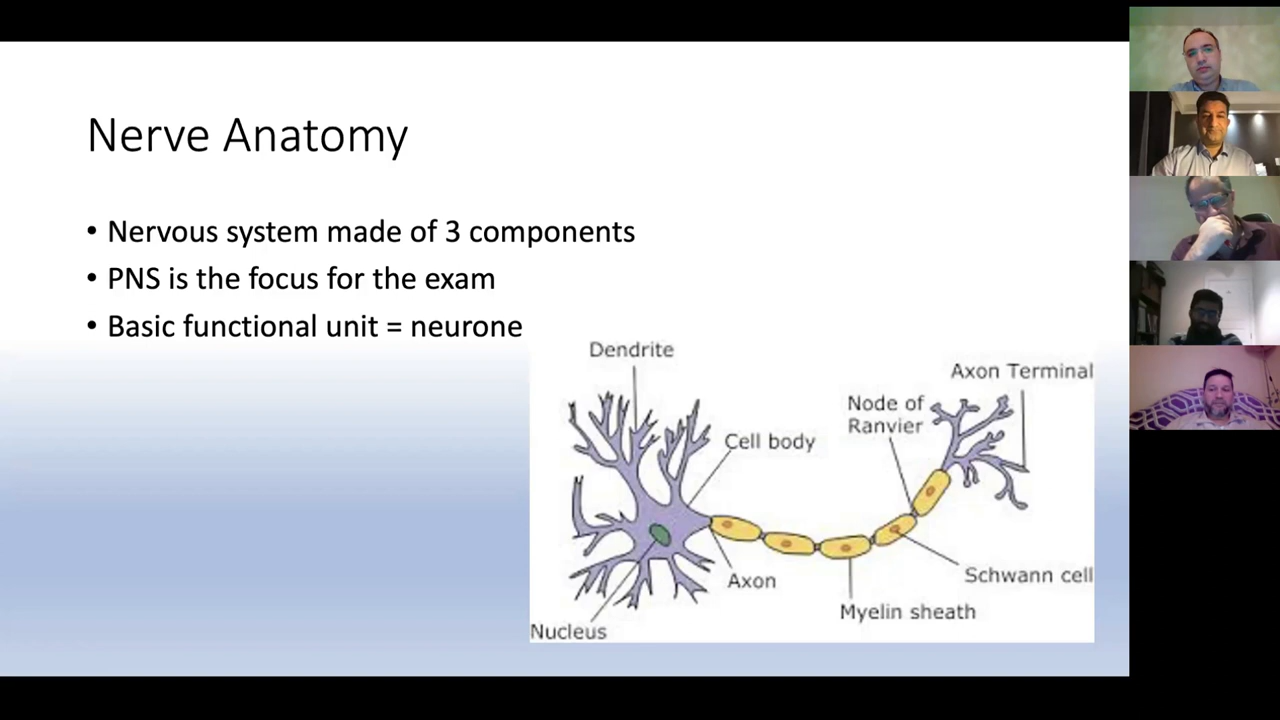 Nerve Anatomy
• Nervous system made of 3 components
• PNS is the focus for the exam
• Basic functional unit = neurone
Dendrite
Axon Terminal
Node of
Ranvier
Cell body
Axon
Schwann cell
Myelin sheath
Nucleus